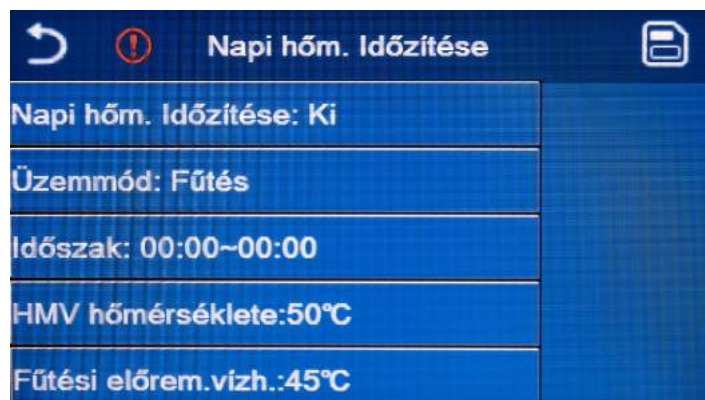 Napi hőm. Időzítése
Napi hőm. Időzítése: Ki
Üzemmód: Fűtés
Időszak: 00:00~00:00
HMV hőmérséklete:50℃
Fűtési előrem.vízh.:45℃